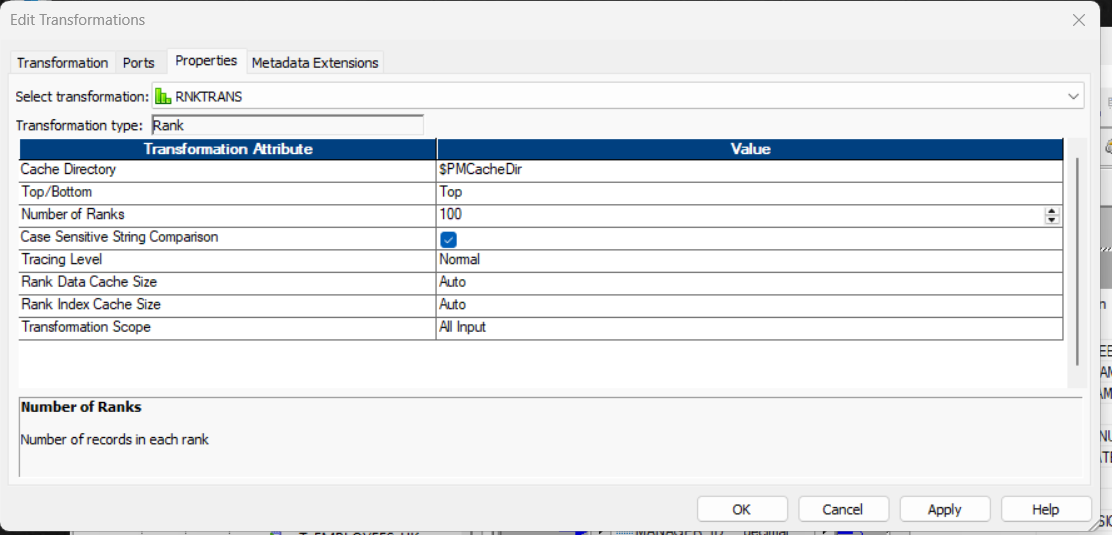 Edit Transformations
Transformation Ports Properties Metadata Extensions
Select transformation: RNKTRANS
Transformation type: Rank
Transformation Attribute Value
Cache Directory $PMCacheDir
Top/Bottom Top
Number of Ranks 100
Case Sensitive String Comparison
Tracing Level Normal
Rank Data Cache Size Auto
Rank Index Cache Size Auto
Transformation Scope All Input
Number of Ranks
Number of records in each rank
OK Cancel Apply Help